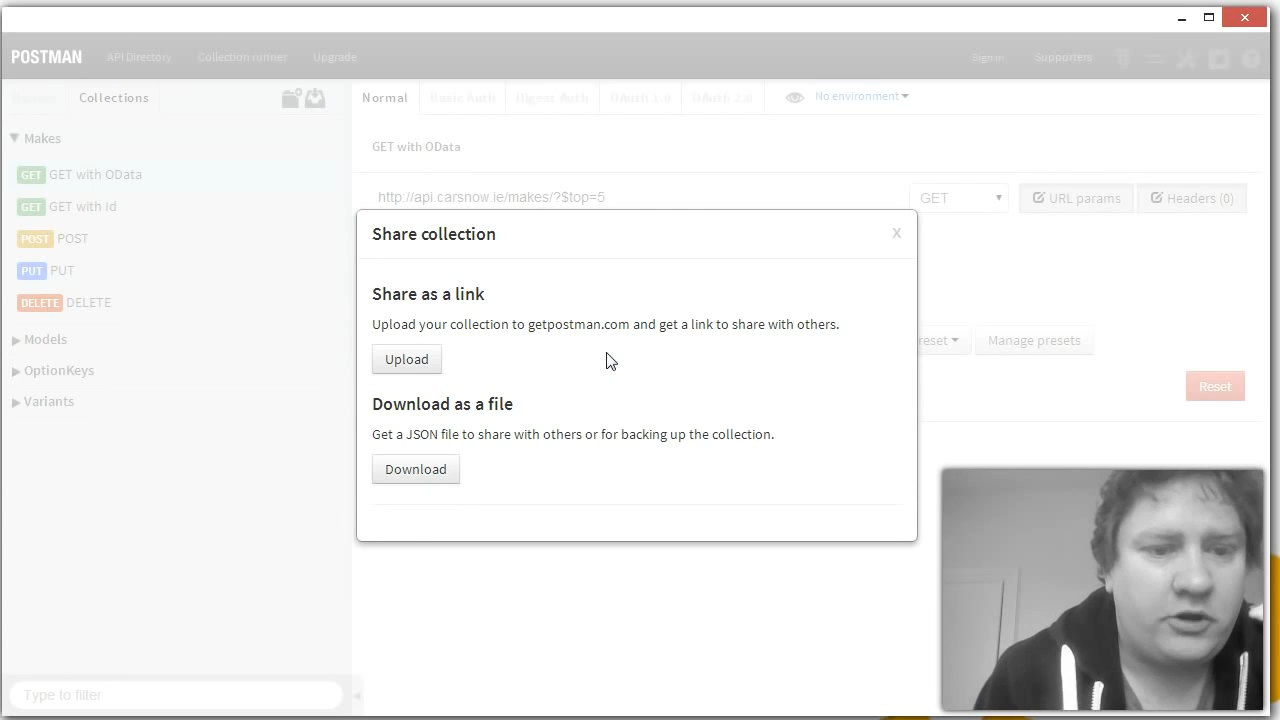 POSTMAN API Directory Collection runner Upgrade Sign in Supporters
Collections
Normal Basic Auth Digest Auth OAuth 1.0 OAuth 2.0 No environment
Makes
GET GET with OData
GET GET with id
POST POST
PUT PUT
DELETE DELETE
Models
OptionKeys
Variants
Type to filter
GET with OData
http://api.carsnow.ie/makes/?$top=5 GET URL params Headers (0)
Share collection X
Share as a link
Upload your collection to getpostman.com and get a link to share with others.
Upload
Download as a file
Get a JSON file to share with others or for backing up the collection.
Download
reset Manage presets
Reset